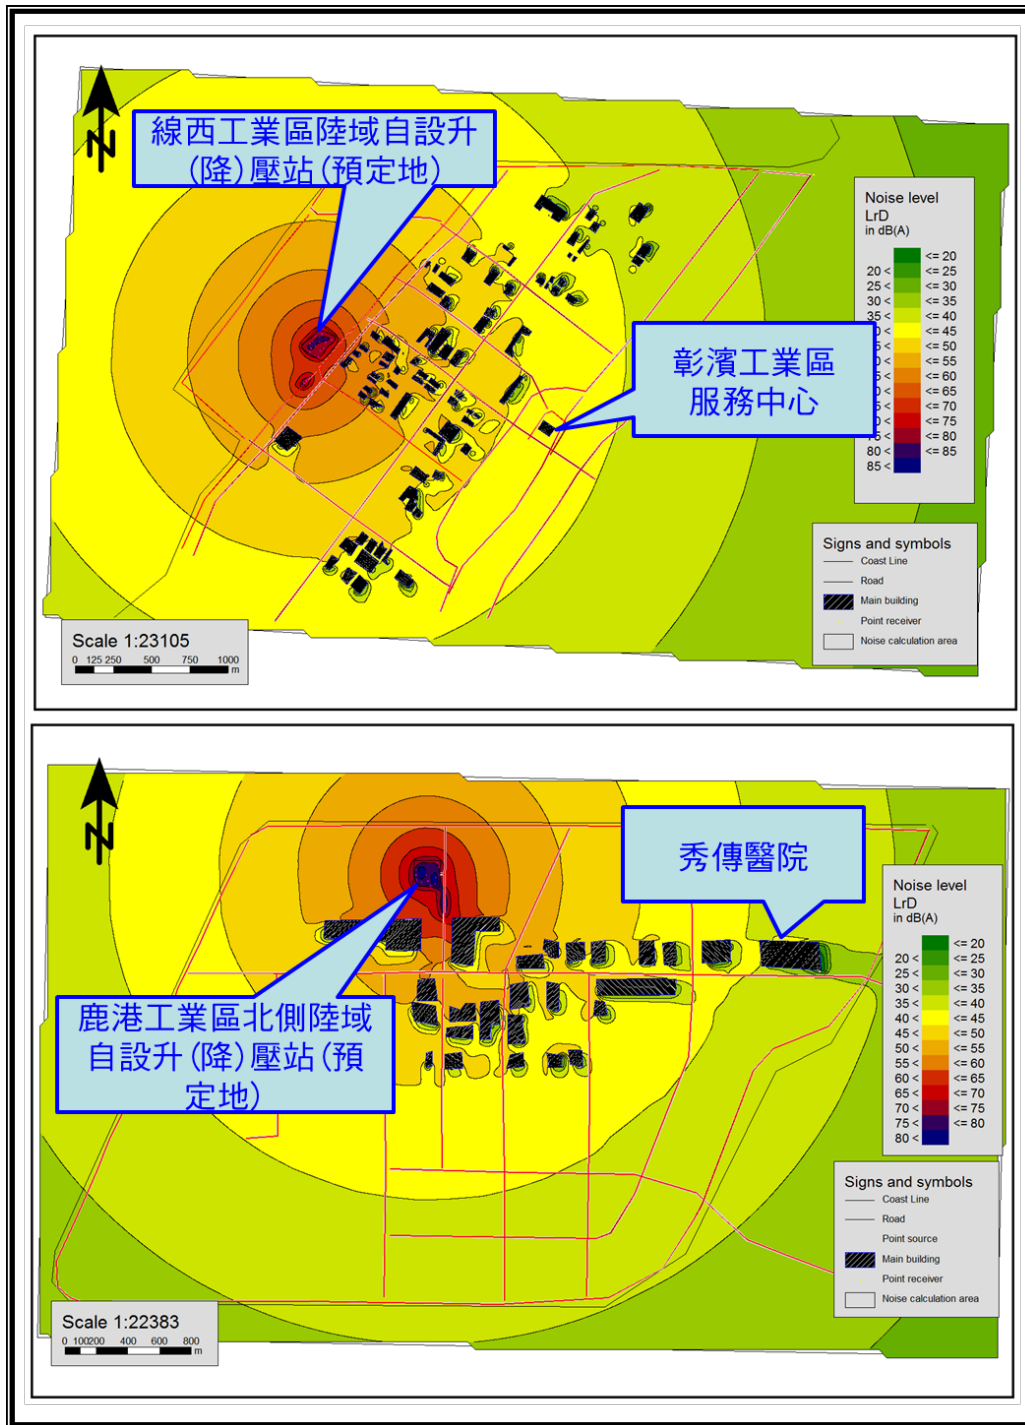 N
線西工業區陸域自設升
(降)壓站(預定地)
Noise level
LrD
in dB(A)
<= 20
20 < <= 25
25 < <= 30
30 < <= 35
35 < <= 40
<= 45
<= 50
<= 55
<= 60
<= 65
<= 70
<= 75
<= 80
80 < <= 85
85 <
彰濱工業區
服務中心
Signs and symbols
Coast Line
Road
Main building
Point receiver
Noise calculation area
Scale 1:23105
0 125 250 500 750 1000
m
N
秀傳醫院
Noise level
LrD
in dB(A)
<= 20
20 < <= 25
25 < <= 30
30 < <= 35
35 < <= 40
40 < <= 45
45 < <= 50
50 < <= 55
55 < <= 60
60 < <= 65
65 < <= 70
70 < <= 75
75 < <= 80
80 <
鹿港工業區北側陸域
自設升(降)壓站(預
定地)
Signs and symbols
Coast Line
Road
Point source
Main building
Point receiver
Noise calculation area
Scale 1:22383
0 100200 400 600 800
m